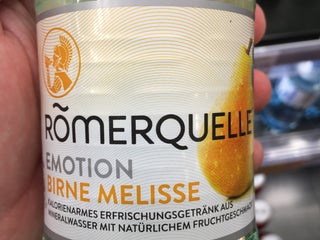 RÖMERQUELLE
EMOTION
BIRNE MELISSE
KALORIENARMES ERFRISCHUNGSGETRÄNK AUS
MINERALWASSER MIT NATÜRLICHEM FRUCHTGESCHMACK